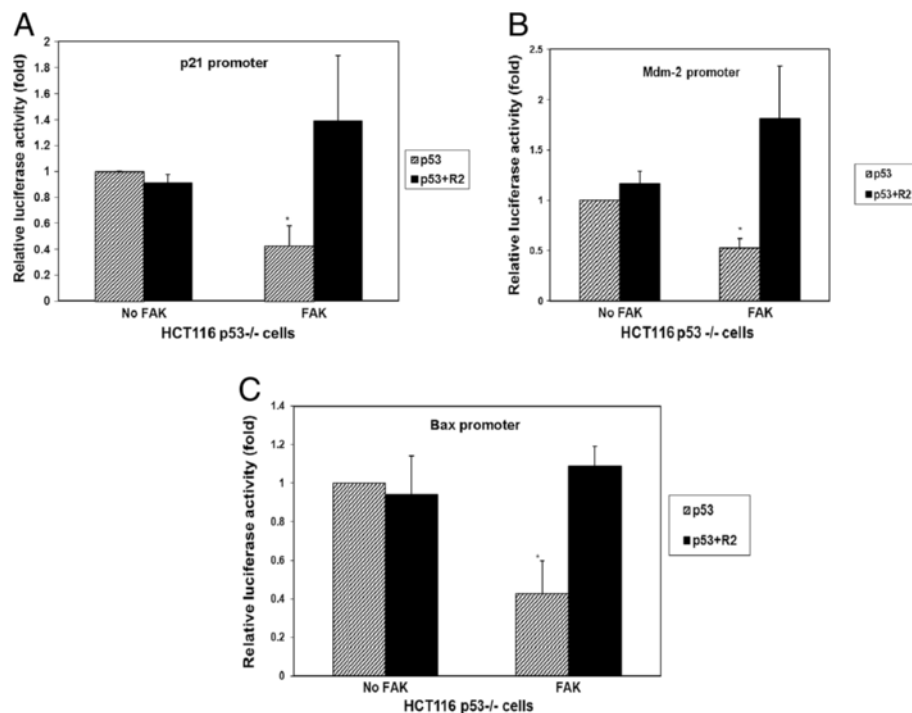 A
p21 promoter
Relative luciferase activity (fold)
2
1.8
1.6
1.4
1.2
1
0.8
0.6
0.4
0.2
0
*
No FAK
FAK
HCT116 p53-/- cells
p53
p53+R2
B
Mdm-2 promoter
Relative luciferase activity (fold)
2.5
2
1.5
1
0.5
0
*
No FAK
FAK
HCT116 p53 -/- cells
p53
p53+R2
C
Bax promoter
Relative luciferase activity (fold)
1.4
1.2
1
0.8
0.6
0.4
0.2
0
*
No FAK
FAK
HCT116 p53-/- cells
p53
p53+R2